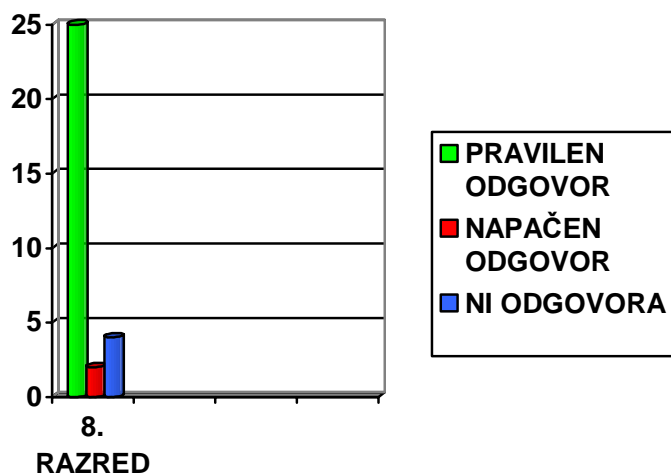 25
20
15
10
5
0
8.
RAZRED
PRAVILEN
ODGOVOR
NAPAČEN
ODGOVOR
NI ODGOVORA